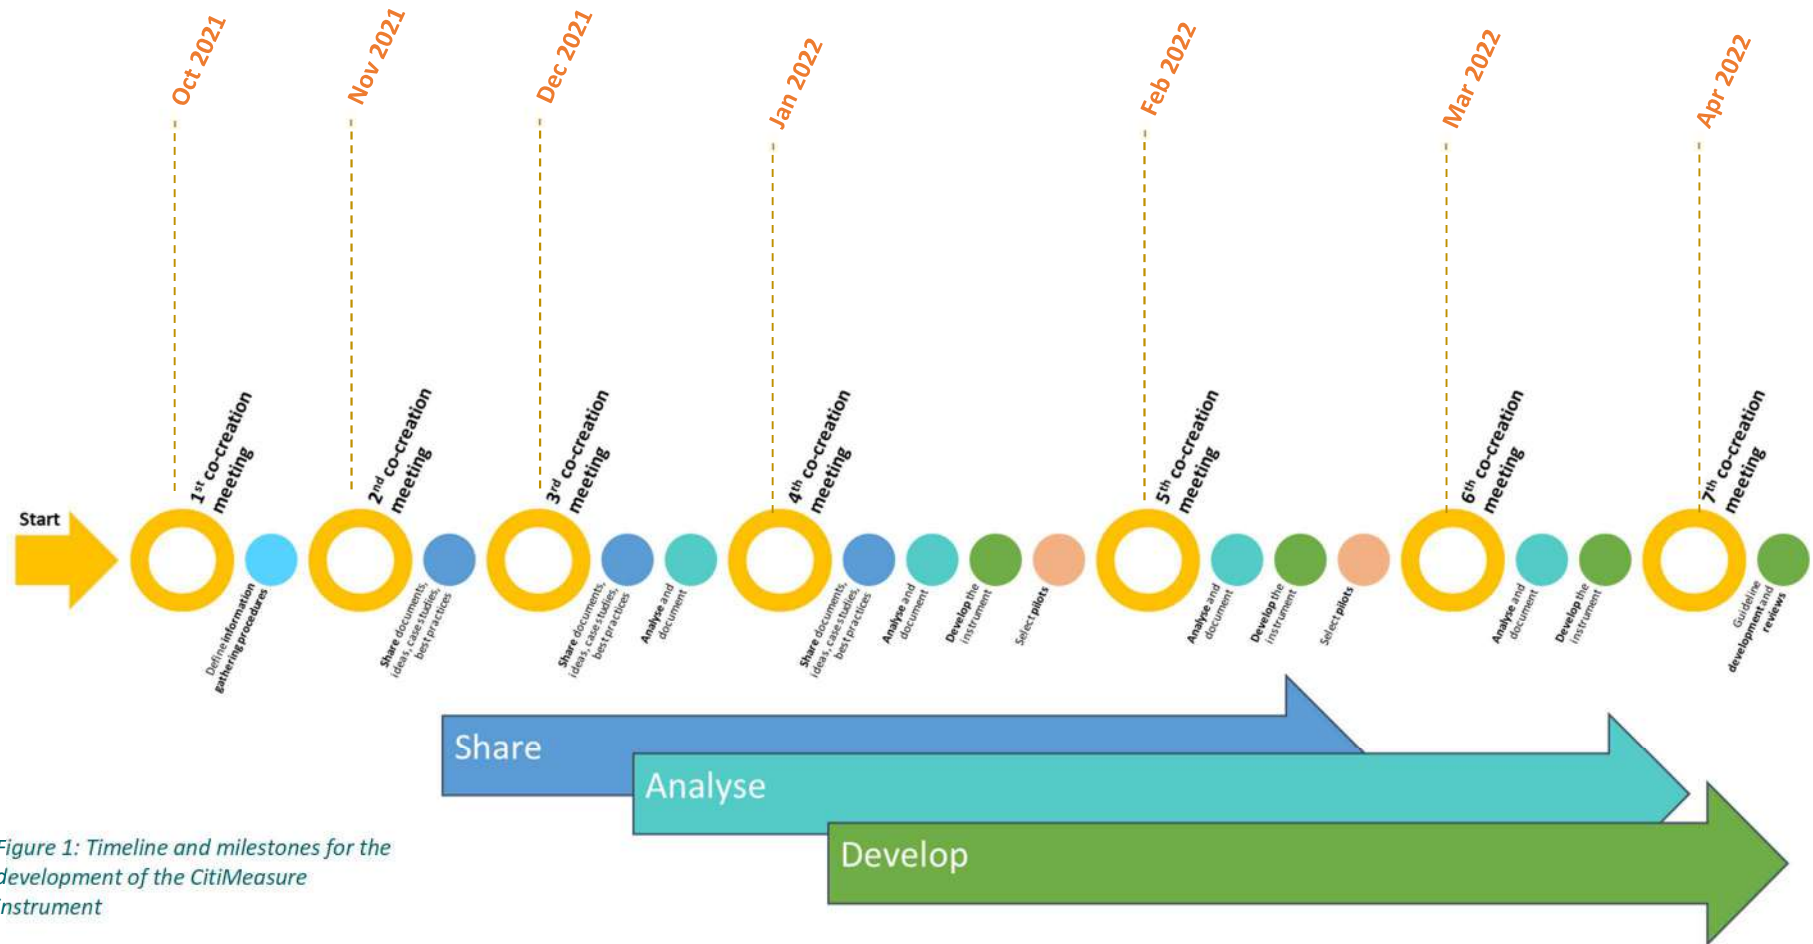 Oct 2021
Nov 2021
Dec 2021
Jan 2022
Feb 2022
Mar 2022
Apr 2022
Start
1st co-creation
meeting
2nd co-creation
meeting
3rd co-creation
meeting
4th co-creation
meeting
5th co-creation
meeting
6th co-creation
meeting
7th co-creation
meeting
Define information
gathering procedures
Share documents,
ideas, case studies,
best practices
Share documents,
ideas, case studies,
best practices
Analyse and
document
Share documents,
ideas, case studies,
best practices
Analyse and
document
Develop the
instrument
Select pilots
Analyse and
document
Develop the
instrument
Select pilots
Analyse and
document
Develop the
instrument
Guideline
development and
reviews
Share
Analyse
Develop
Figure 1: Timeline and milestones for the
development of the CitiMeasure
instrument